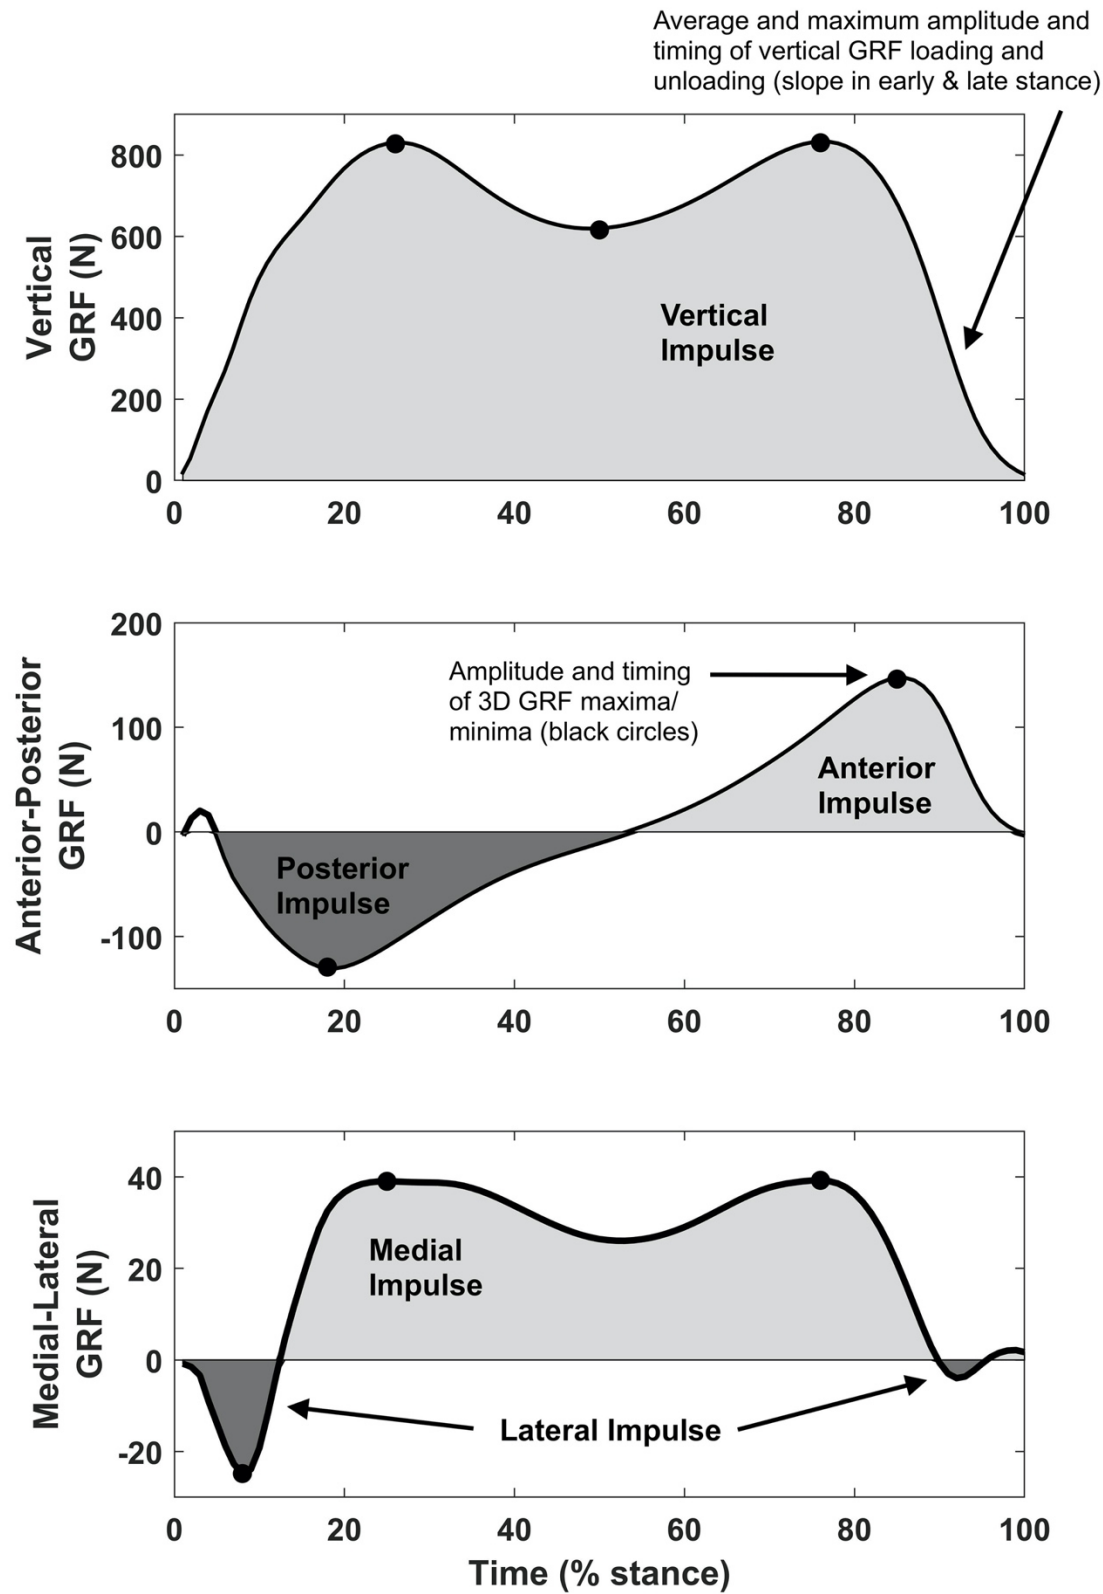 Average and maximum amplitude and
timing of vertical GRF loading and
unloading (slope in early & late stance)
Vertical
GRF (N)
800
600
400
200
0
Vertical
Impulse
0 20 40 60 80 100
Anterior-Posterior
GRF (N)
200
100
0
-100
Amplitude and timing
of 3D GRF maxima/
minima (black circles)
Anterior
Impulse
Posterior
Impulse
0 20 40 60 80 100
Medial-Lateral
GRF (N)
40
20
0
-20
Medial
Impulse
Lateral Impulse
0 20 40 60 80 100
Time (% stance)